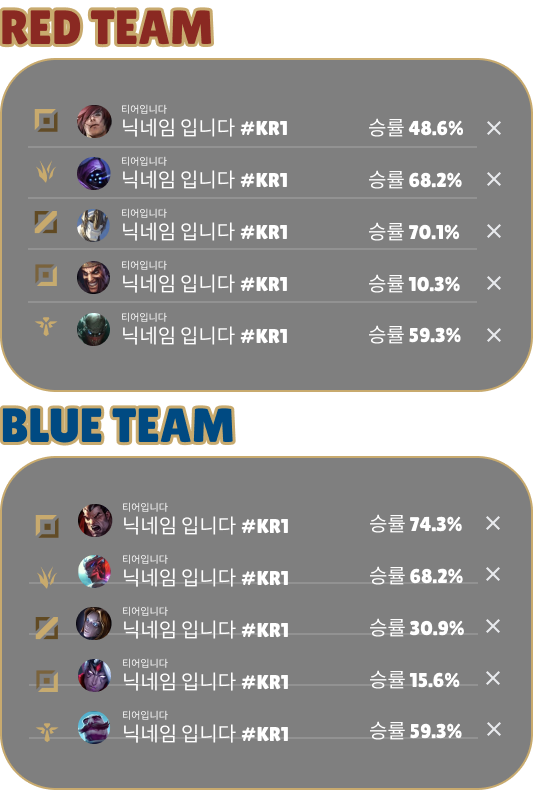 RED TEAM
티어입니다
닉네임 입니다 #KR1 승률 48.6% ×
티어입니다
닉네임 입니다 #KR1 승률 68.2% ×
티어입니다
닉네임 입니다 #KR1 승률 70.1% ×
티어입니다
닉네임 입니다 #KR1 승률 10.3% ×
티어입니다
닉네임 입니다 #KR1 승률 59.3% ×
BLUE TEAM
티어입니다
닉네임 입니다 #KR1 승률 74.3% ×
티어입니다
닉네임 입니다 #KR1 승률 68.2% ×
티어입니다
닉네임 입니다 #KR1 승률 30.9% ×
티어입니다
닉네임 입니다 #KR1 승률 15.6% ×
티어입니다
닉네임 입니다 #KR1 승률 59.3% ×